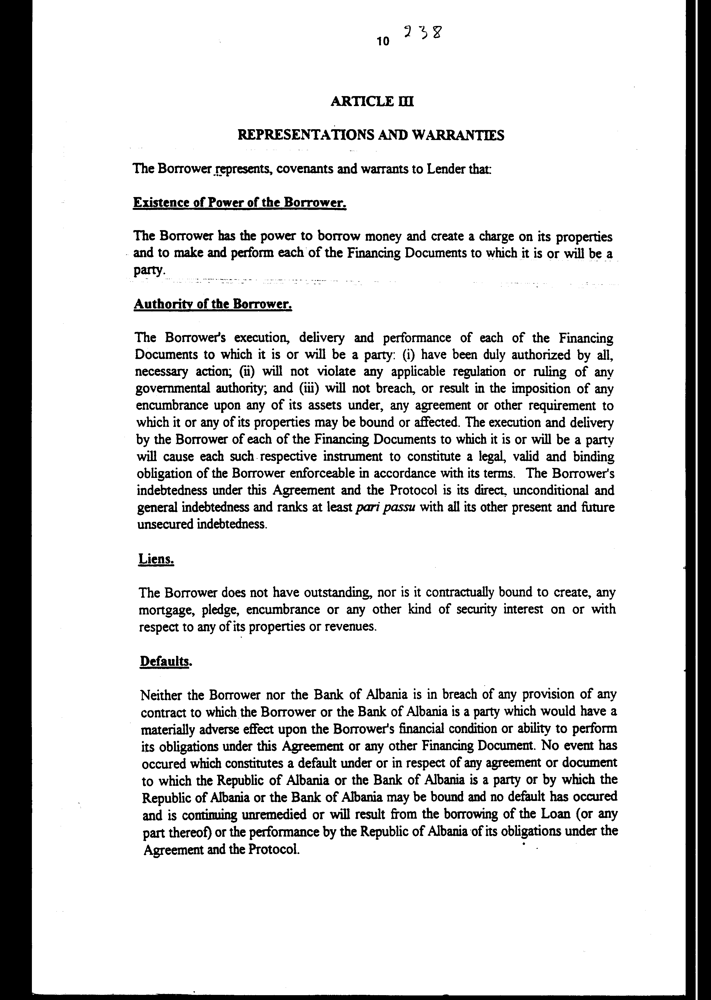 10 238
ARTICLE III
REPRESENTATIONS AND WARRANTIES
The Borrower represents, covenants and warrants to Lender that:
Existence of Power of the Borrower.
The Borrower has the power to borrow money and create a charge on its properties
and to make and perform each of the Financing Documents to which it is or will be a
party.
Authority of the Borrower.
The Borrower's execution, delivery and performance of each of the Financing
Documents to which it is or will be a party: (i) have been duly authorized by all,
necessary action; (ii) will not violate any applicable regulation or ruling of any
governmental authority; and (iii) will not breach, or result in the imposition of any
encumbrance upon any of its assets under, any agreement or other requirement to
which it or any of its properties may be bound or affected. The execution and delivery
by the Borrower of each of the Financing Documents to which it is or will be a party
will cause each such respective instrument to constitute a legal, valid and binding
obligation of the Borrower enforceable in accordance with its terms. The Borrower's
indebtedness under this Agreement and the Protocol is its direct, unconditional and
general indebtedness and ranks at least pari passu with all its other present and future
unsecured indebtedness.
Liens.
The Borrower does not have outstanding, nor is it contractually bound to create, any
mortgage, pledge, encumbrance or any other kind of security interest on or with
respect to any of its properties or revenues.
Defaults.
Neither the Borrower nor the Bank of Albania is in breach of any provision of any
contract to which the Borrower or the Bank of Albania is a party which would have a
materially adverse effect upon the Borrower's financial condition or ability to perform
its obligations under this Agreement or any other Financing Document. No event has
occured which constitutes a default under or in respect of any agreement or document
to which the Republic of Albania or the Bank of Albania is a party or by which the
Republic of Albania or the Bank of Albania may be bound and no default has occured
and is continuing unremedied or will result from the borrowing of the Loan (or any
part thereof) or the performance by the Republic of Albania of its obligations under the
Agreement and the Protocol.